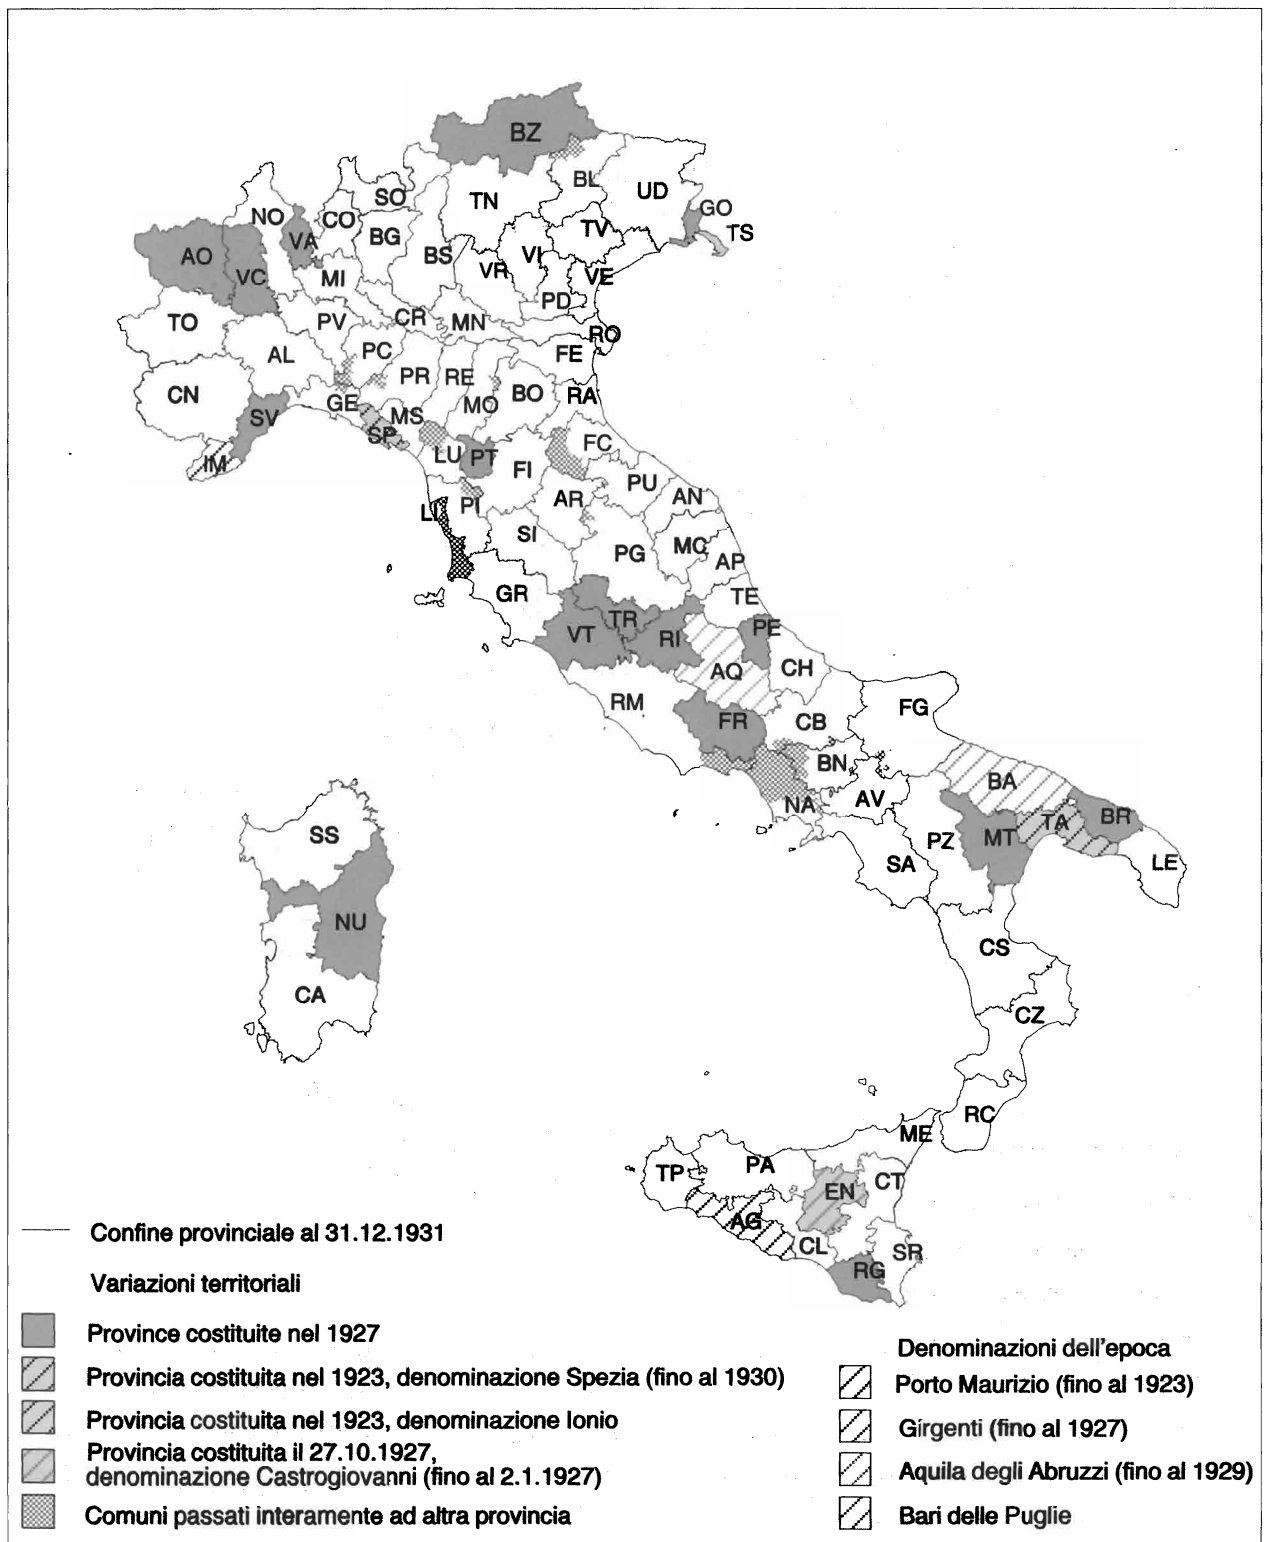 BZ
BL
UD
SO
TN
GO
NO
CO
TV
TS
VA
BG
AO
BS
VI
VC
MI
VR
VE
PD
TO
PV
CR
MN
RO
AL
PC
FE
PR
RE
CN
GE
MO
BO
RA
SV
MS
SP
FC
IM
LU
PT
FI
PU
AN
LI
PI
AR
SI
PG
MC
AP
GR
TE
VT
TR
RI
PE
AQ
CH
RM
FR
CB
FG
BN
BA
NA
AV
SS
PZ
MT
TA
BR
SA
LE
NU
CS
CA
CZ
RC
ME
TP
PA
EN
CT
AG
CL
SR
RG
Confine provinciale al 31.12.1931
Variazioni territoriali
Province costituite nel 1927
Provincia costituita nel 1923, denominazione Spezia (fino al 1930)
Provincia costituita nel 1923, denominazione Ionio
Provincia costituita il 27.10.1927,
denominazione Castrogiovanni (fino al 2.1.1927)
Comuni passati interamente ad altra provincia
Denominazioni dell'epoca
Porto Maurizio (fino al 1923)
Girgenti (fino al 1927)
Aquila degli Abruzzi (fino al 1929)
Bari delle Puglie